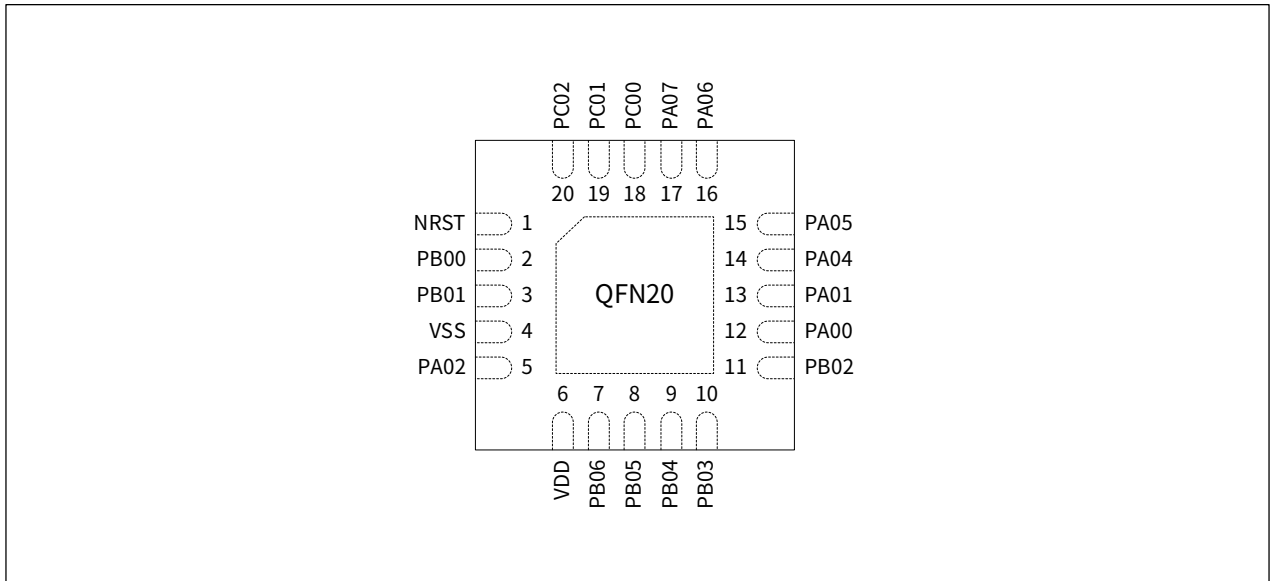 PC02 PC01 PC00 PA07 PA06
20 19 18 17 16
NRST 1 15 PA05
PB00 2 14 PA04
PB01 3 QFN20 13 PA01
VSS 4 12 PA00
PA02 5 11 PB02
6 7 8 9 10
VDD PB06 PB05 PB04 PB03